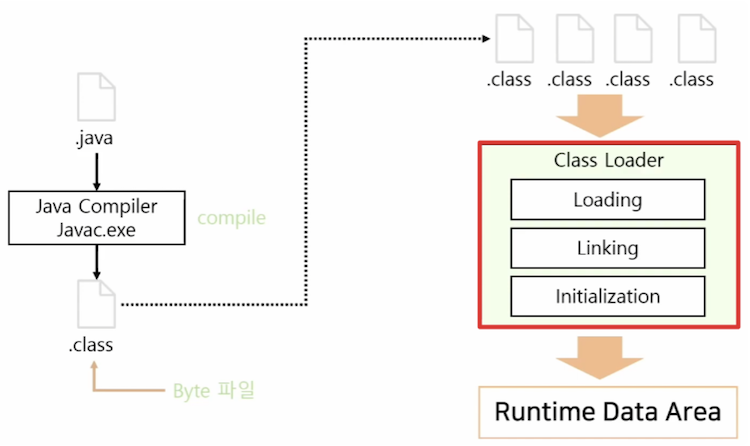 .java
Java Compiler
Javac.exe
compile
.class
Byte 파일
.class .class .class .class
Class Loader
Loading
Linking
Initialization
Runtime Data Area